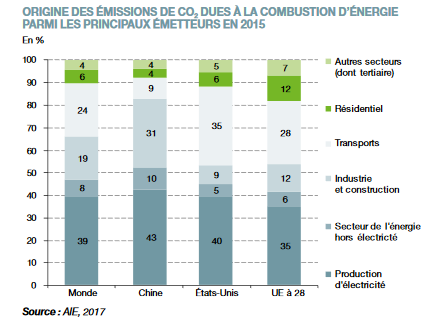 ORIGINE DES ÉMISSIONS DE CO₂ DUES À LA COMBUSTION D'ÉNERGIE
PARMI LES PRINCIPAUX ÉMETTEURS EN 2015
En %
100
90
80
70
60
50
40
30
20
10
0
4
6
24
19
8
39
4
4
9
31
10
43
5
6
35
9
5
40
7
12
28
12
6
35
Monde
Chine
États-Unis
UE à 28
Autres secteurs
(dont tertiaire)
Résidentiel
Transports
Industrie
et construction
Secteur de l'énergie
hors électricté
Production
d'électricité
Source : AIE, 2017